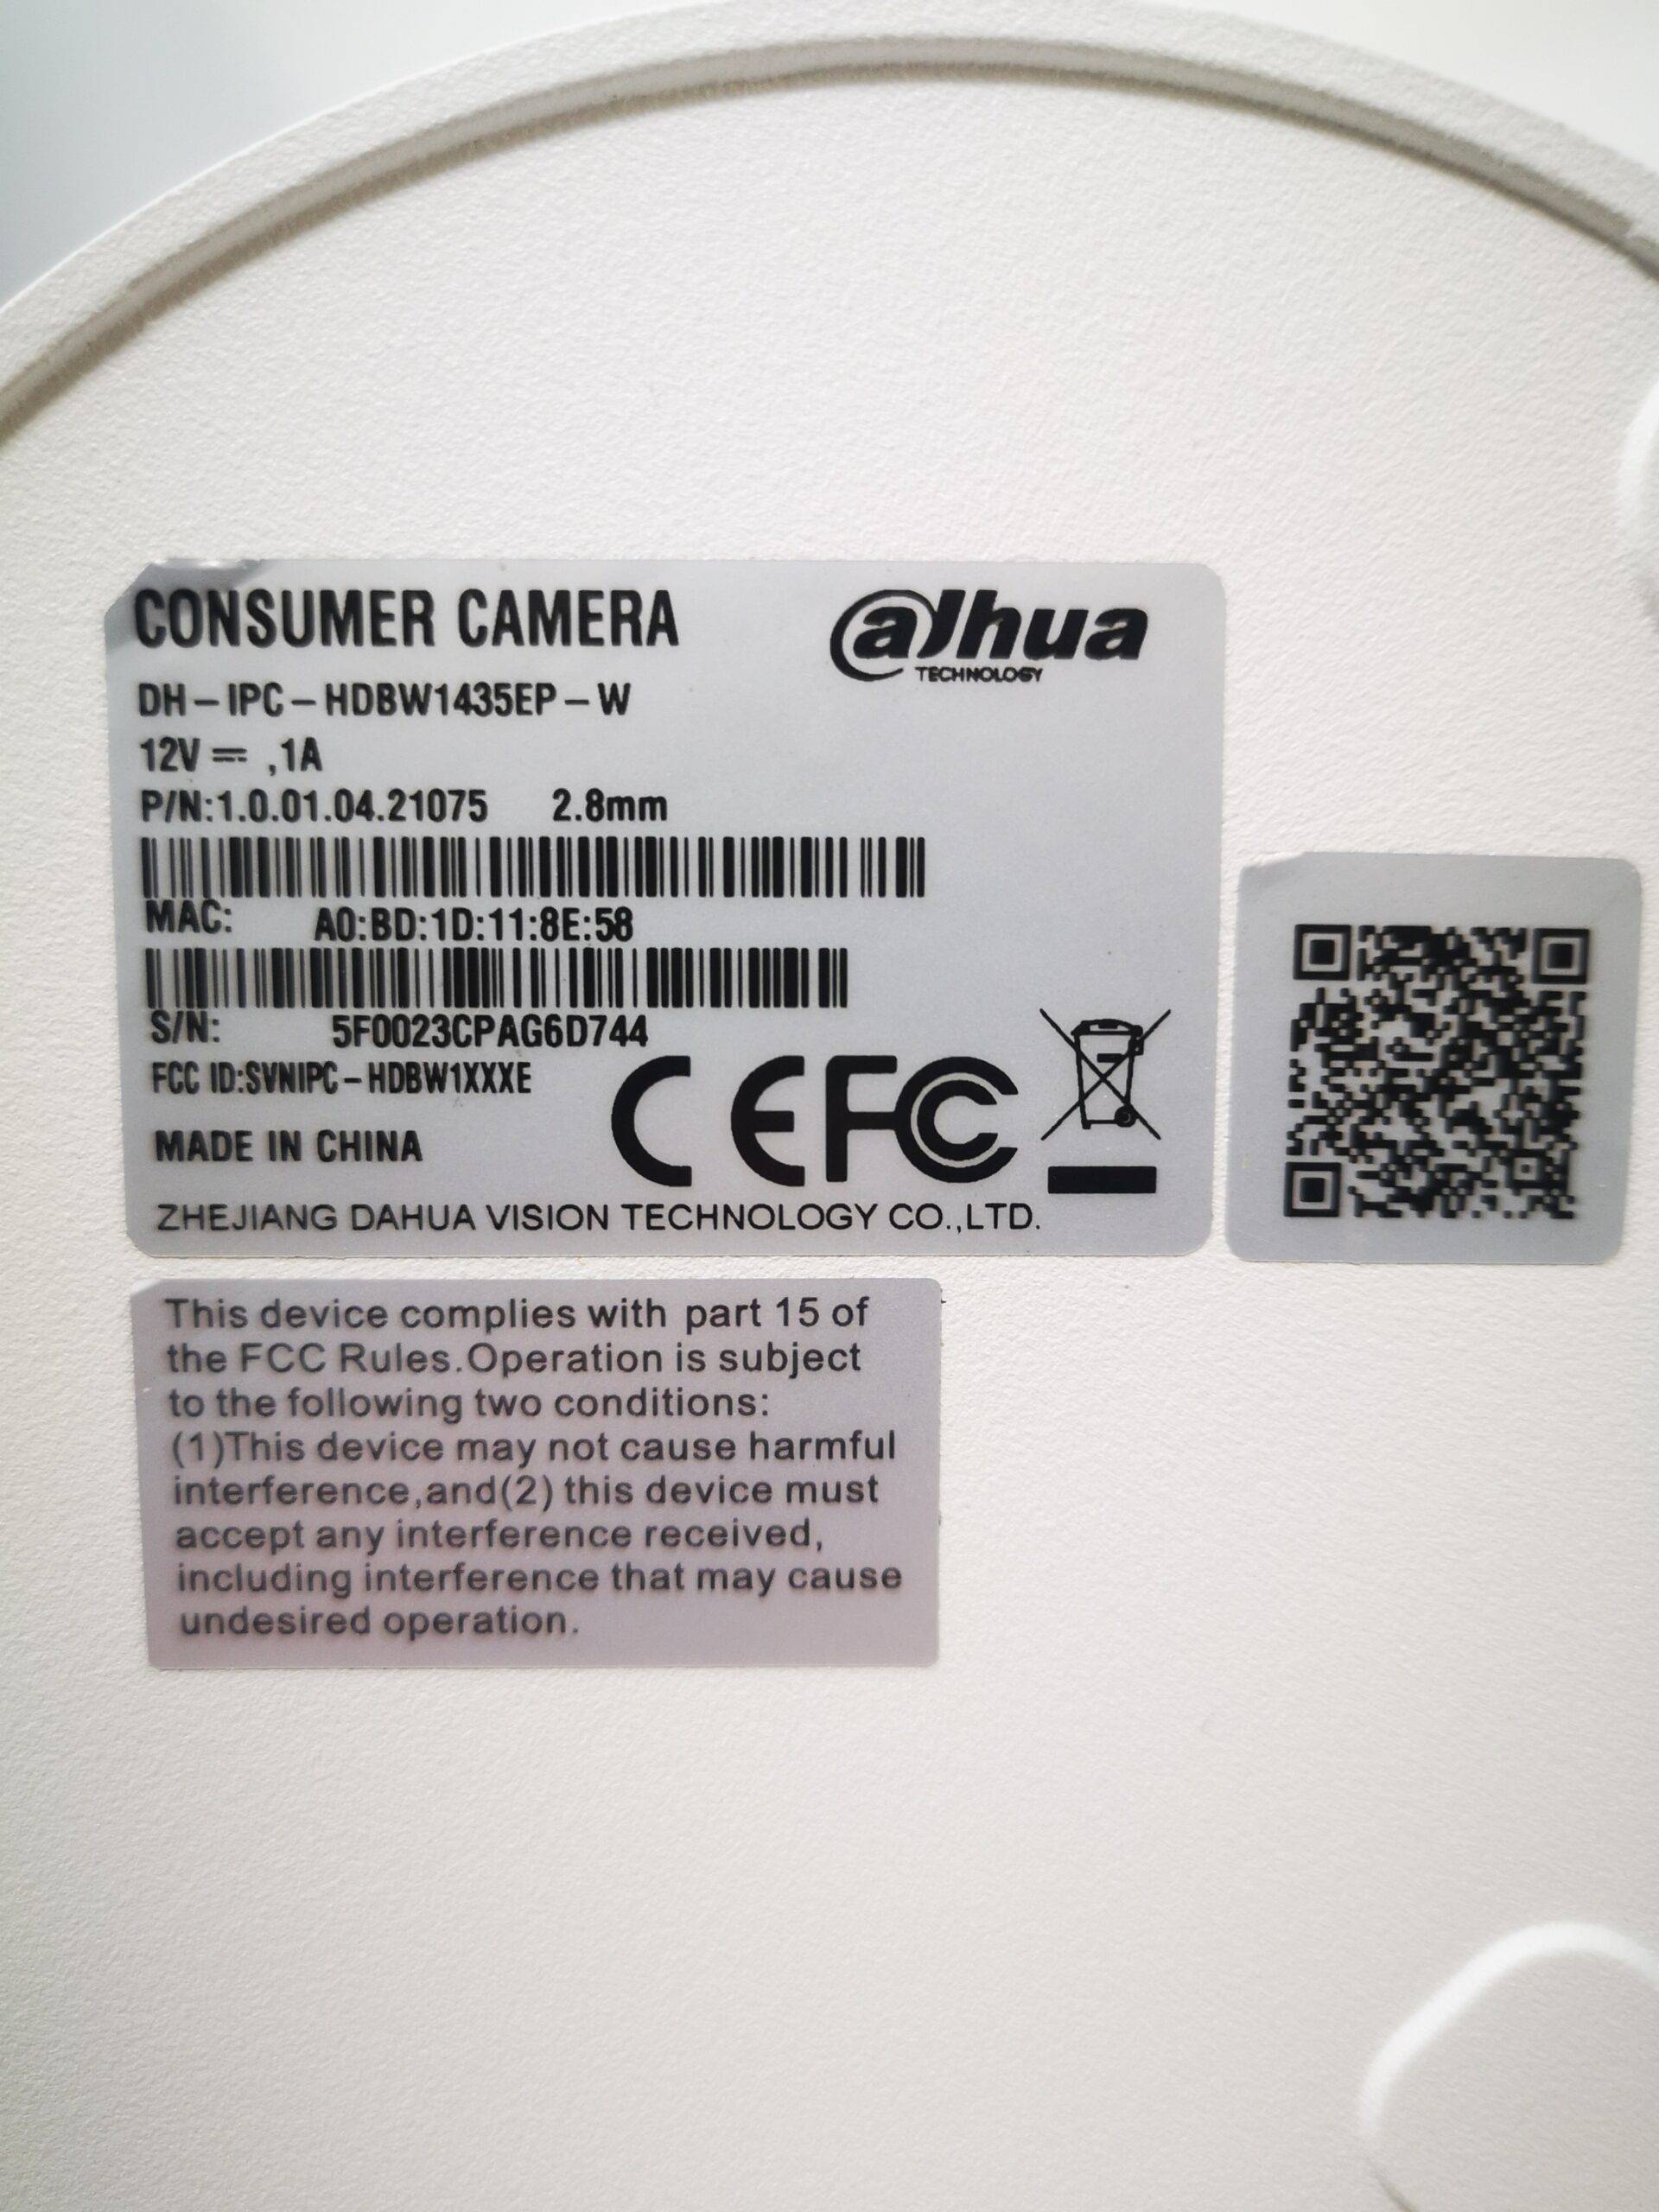 CONSUMER CAMERA
alhua
TECHNOLOGY
DH-IPC-HDBW1435EP-W
12V ⎓ ,1A
P/N:1.0.01.04.21075 2.8mm
MAC: A0:BD:1D:11:8E:58
S/N: 5F0023CPAG6D744
FCC ID:SVNIPC-HDBW1XXXE
CE FC
MADE IN CHINA
ZHEJIANG DAHUA VISION TECHNOLOGY CO.,LTD.
This device complies with part 15 of
the FCC Rules.Operation is subject
to the following two conditions:
(1)This device may not cause harmful
interference,and(2) this device must
accept any interference received,
including interference that may cause
undesired operation.